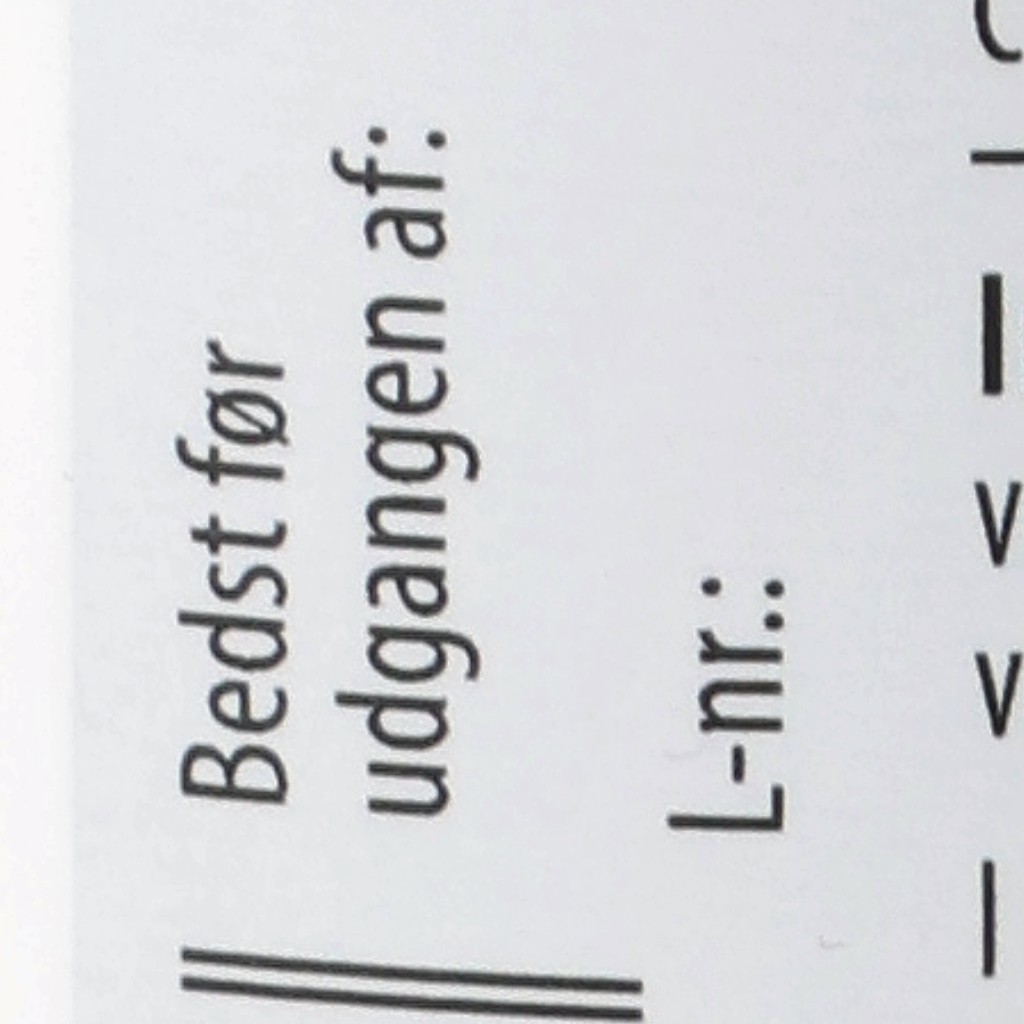 Bedst før
udgangen af:
L-nr.: